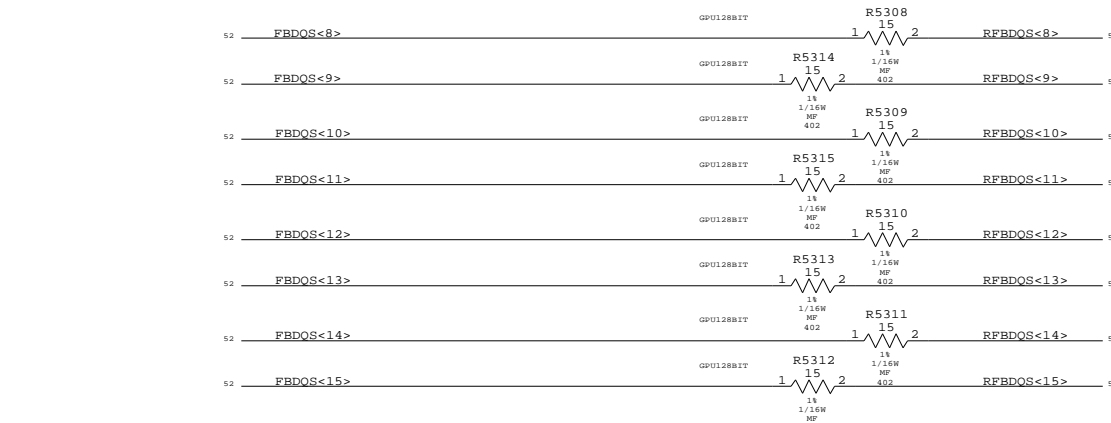 GPU128BIT
R5308
15
52 FBDQS<8> 1 2 RFBDQS<8>
1%
1/16W
MF
402
GPU128BIT
R5314
15
52 FBDQS<9> 1 2 RFBDQS<9>
1%
1/16W
MF
402
GPU128BIT
R5309
15
52 FBDQS<10> 1 2 RFBDQS<10>
1%
1/16W
MF
402
GPU128BIT
R5315
15
52 FBDQS<11> 1 2 RFBDQS<11>
1%
1/16W
MF
402
GPU128BIT
R5310
15
52 FBDQS<12> 1 2 RFBDQS<12>
1%
1/16W
MF
402
GPU128BIT
R5313
15
52 FBDQS<13> 1 2 RFBDQS<13>
1%
1/16W
MF
402
GPU128BIT
R5311
15
52 FBDQS<14> 1 2 RFBDQS<14>
1%
1/16W
MF
402
GPU128BIT
R5312
15
52 FBDQS<15> 1 2 RFBDQS<15>
1%
1/16W
MF